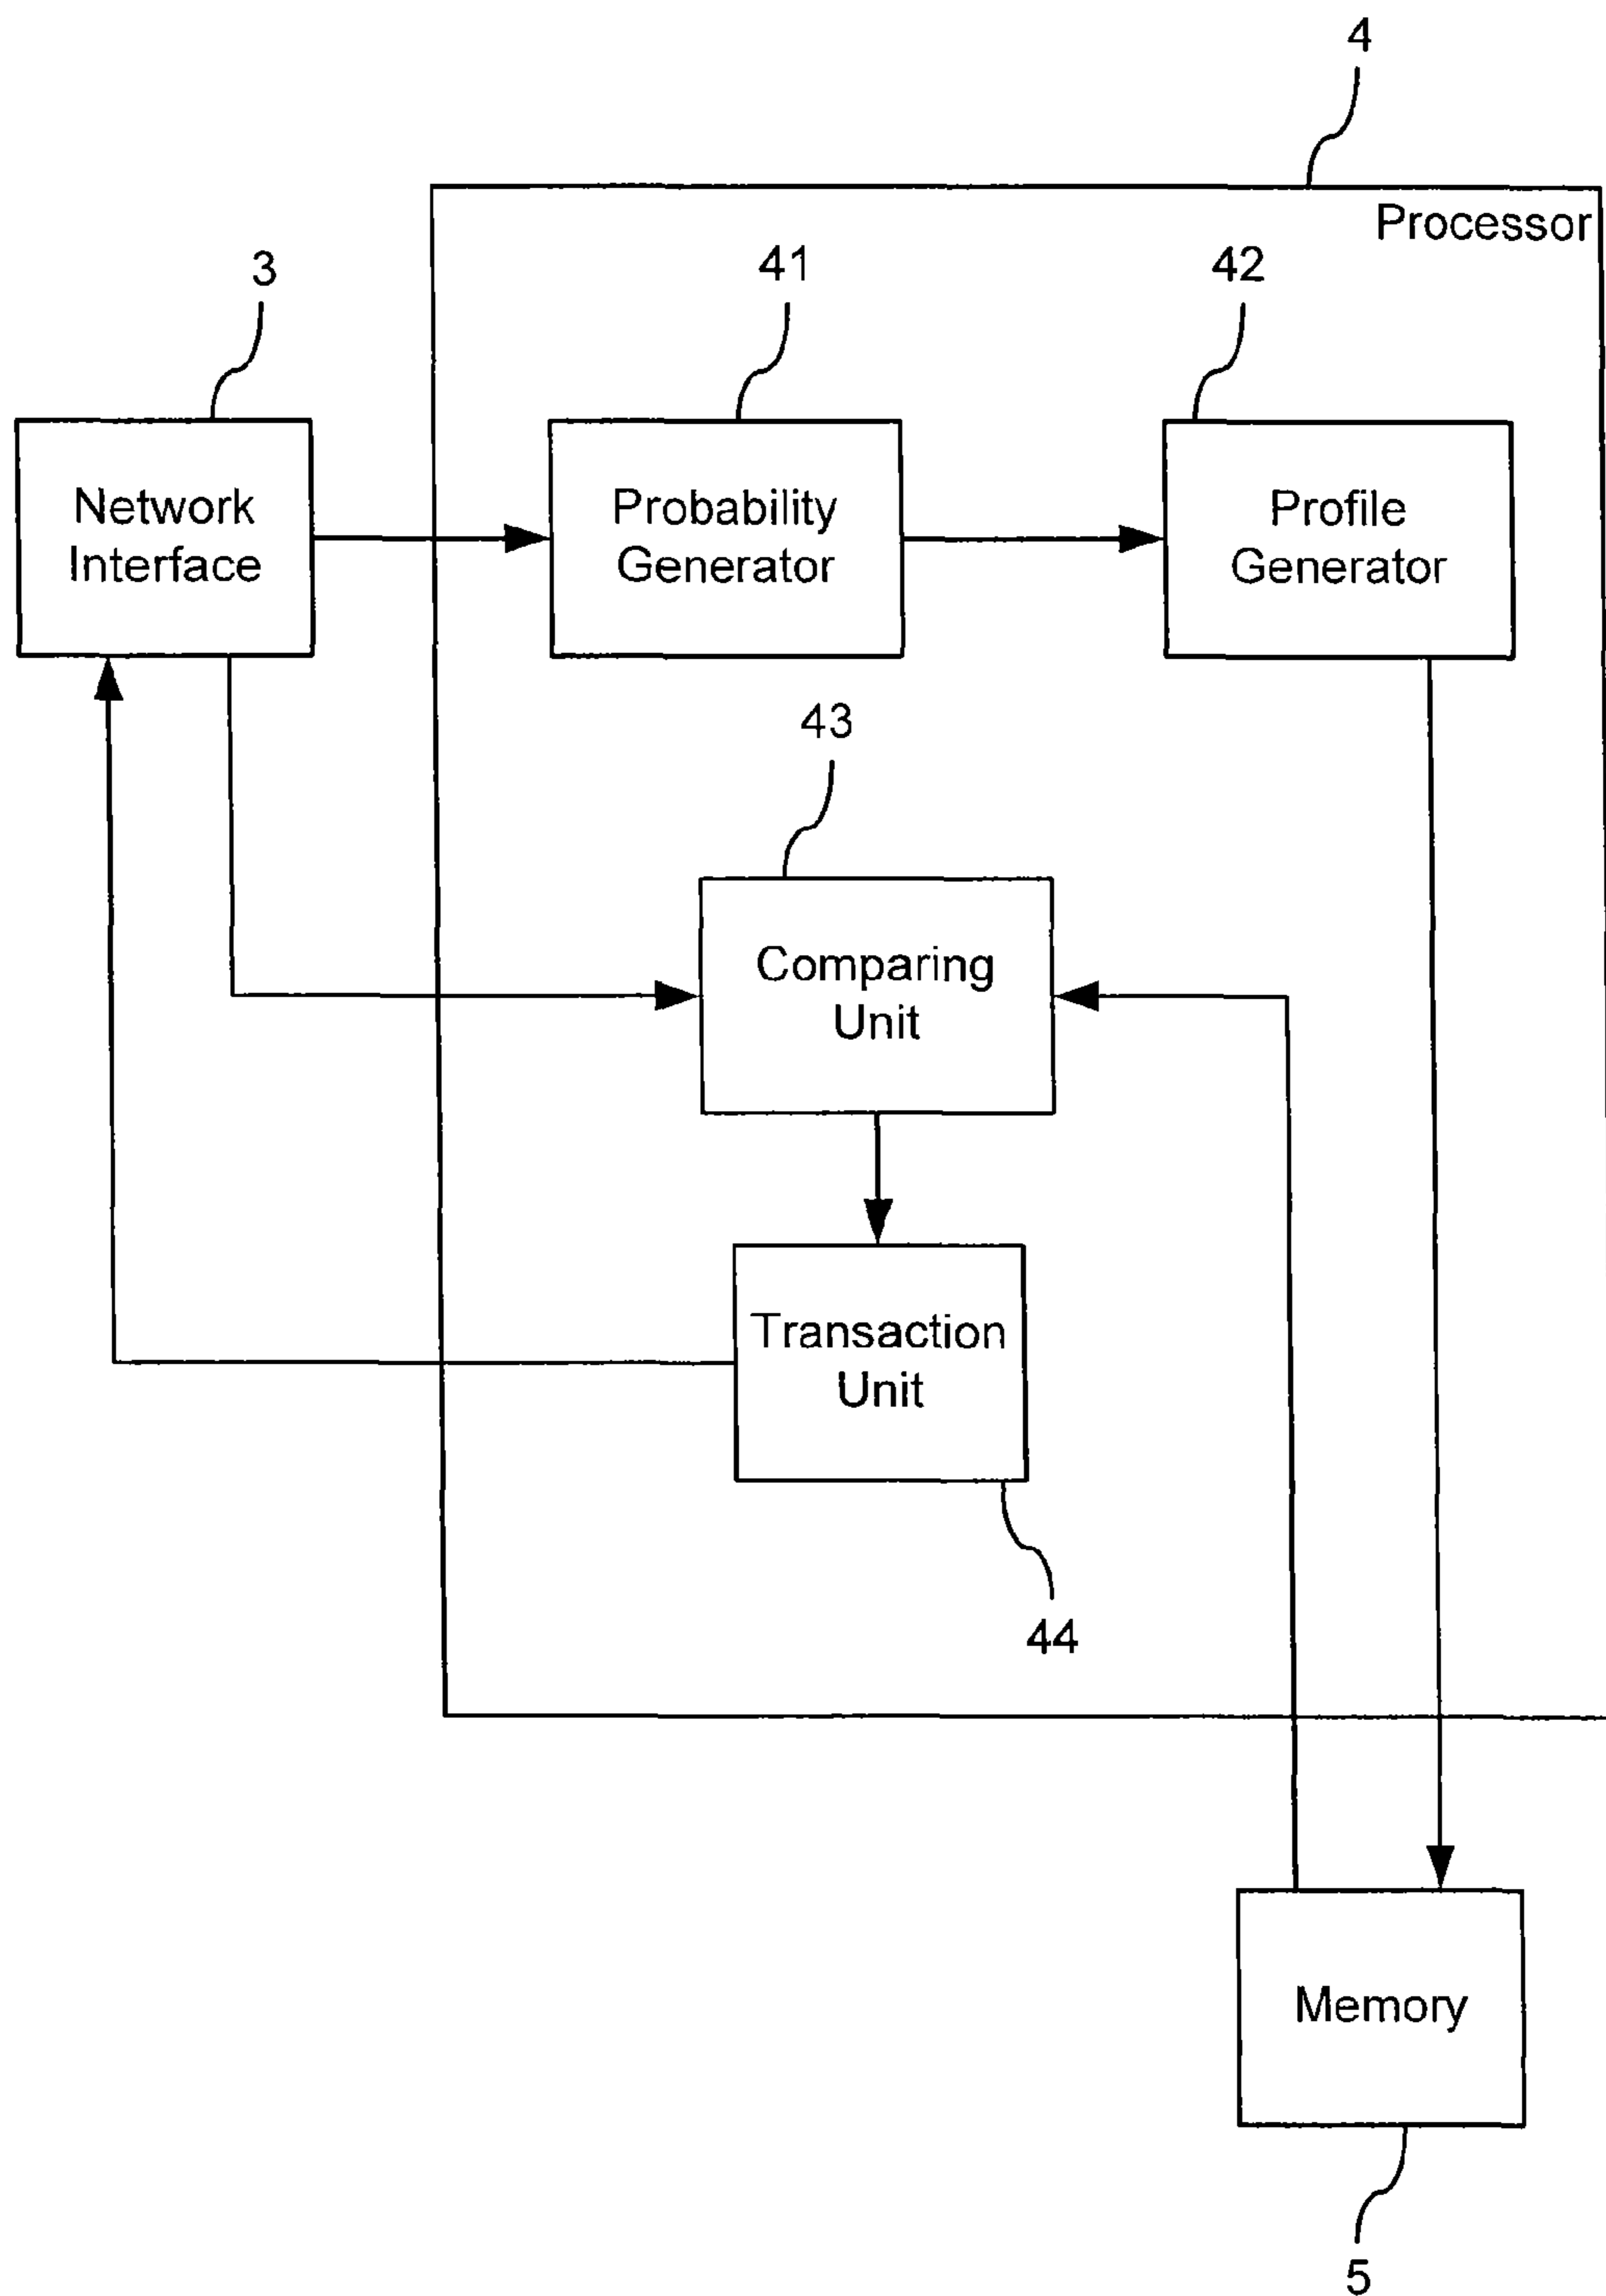 4
Processor
3
41
42
Network
Interface
Probability
Generator
Profile
Generator
43
Comparing
Unit
Transaction
Unit
44
Memory
5